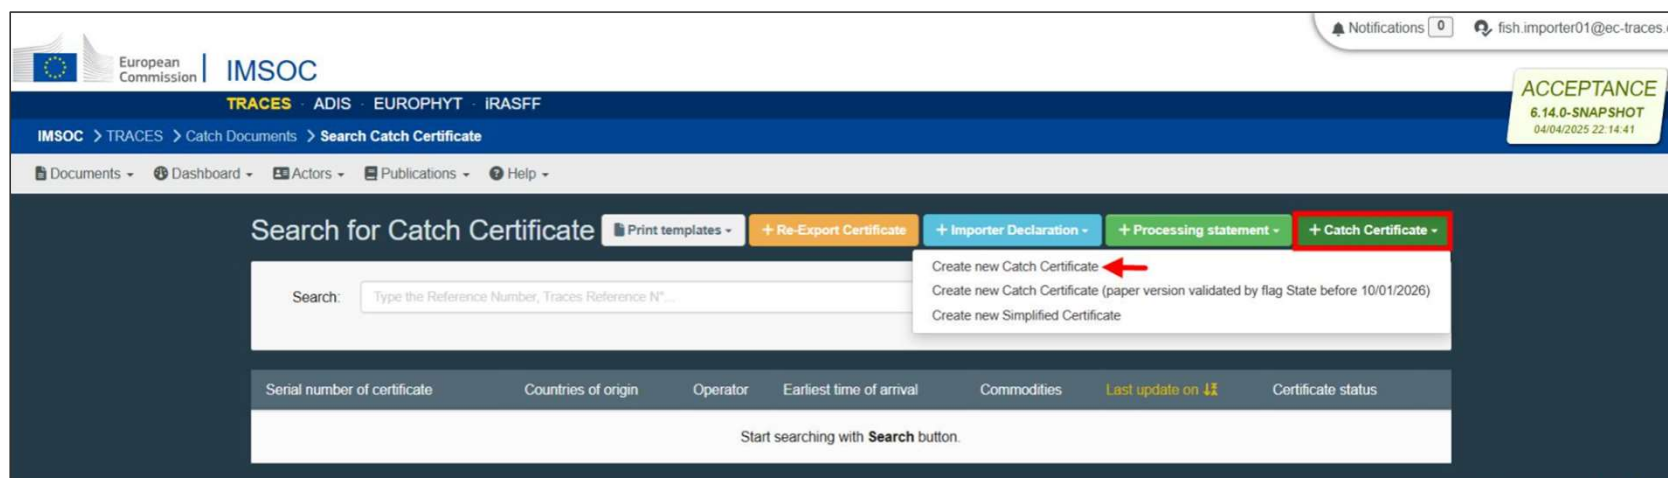 Notifications 0 fish.importer01@ec-traces.
European
Commission
IMSOC
ACCEPTANCE
6.14.0-SNAPSHOT
04/04/2025 22:14:41
TRACES · ADIS · EUROPHYT · iRASFF
IMSOC > TRACES > Catch Documents > Search Catch Certificate
Documents Dashboard Actors Publications Help
Search for Catch Certificate Print templates + Re-Export Certificate + Importer Declaration + Processing statement + Catch Certificate
Create new Catch Certificate
Create new Catch Certificate (paper version validated by flag State before 10/01/2026)
Create new Simplified Certificate
Search: Type the Reference Number, Traces Reference N°...
Serial number of certificate Countries of origin Operator Earliest time of arrival Commodities Last update on Certificate status
Start searching with Search button.